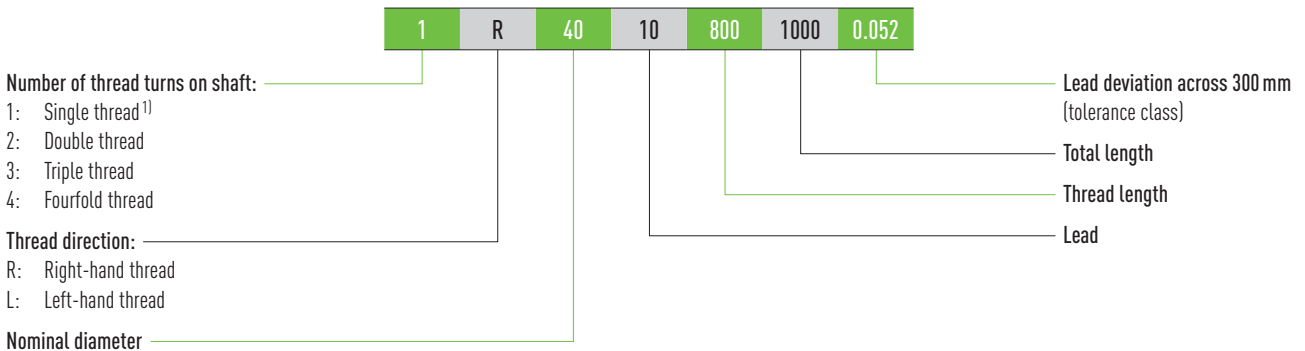 1 R 40 10 800 1000 0.052
Number of thread turns on shaft:
1: Single thread 1)
2: Double thread
3: Triple thread
4: Fourfold thread
Thread direction:
R: Right-hand thread
L: Left-hand thread
Nominal diameter
Lead deviation across 300 mm
(tolerance class)
Total length
Thread length
Lead